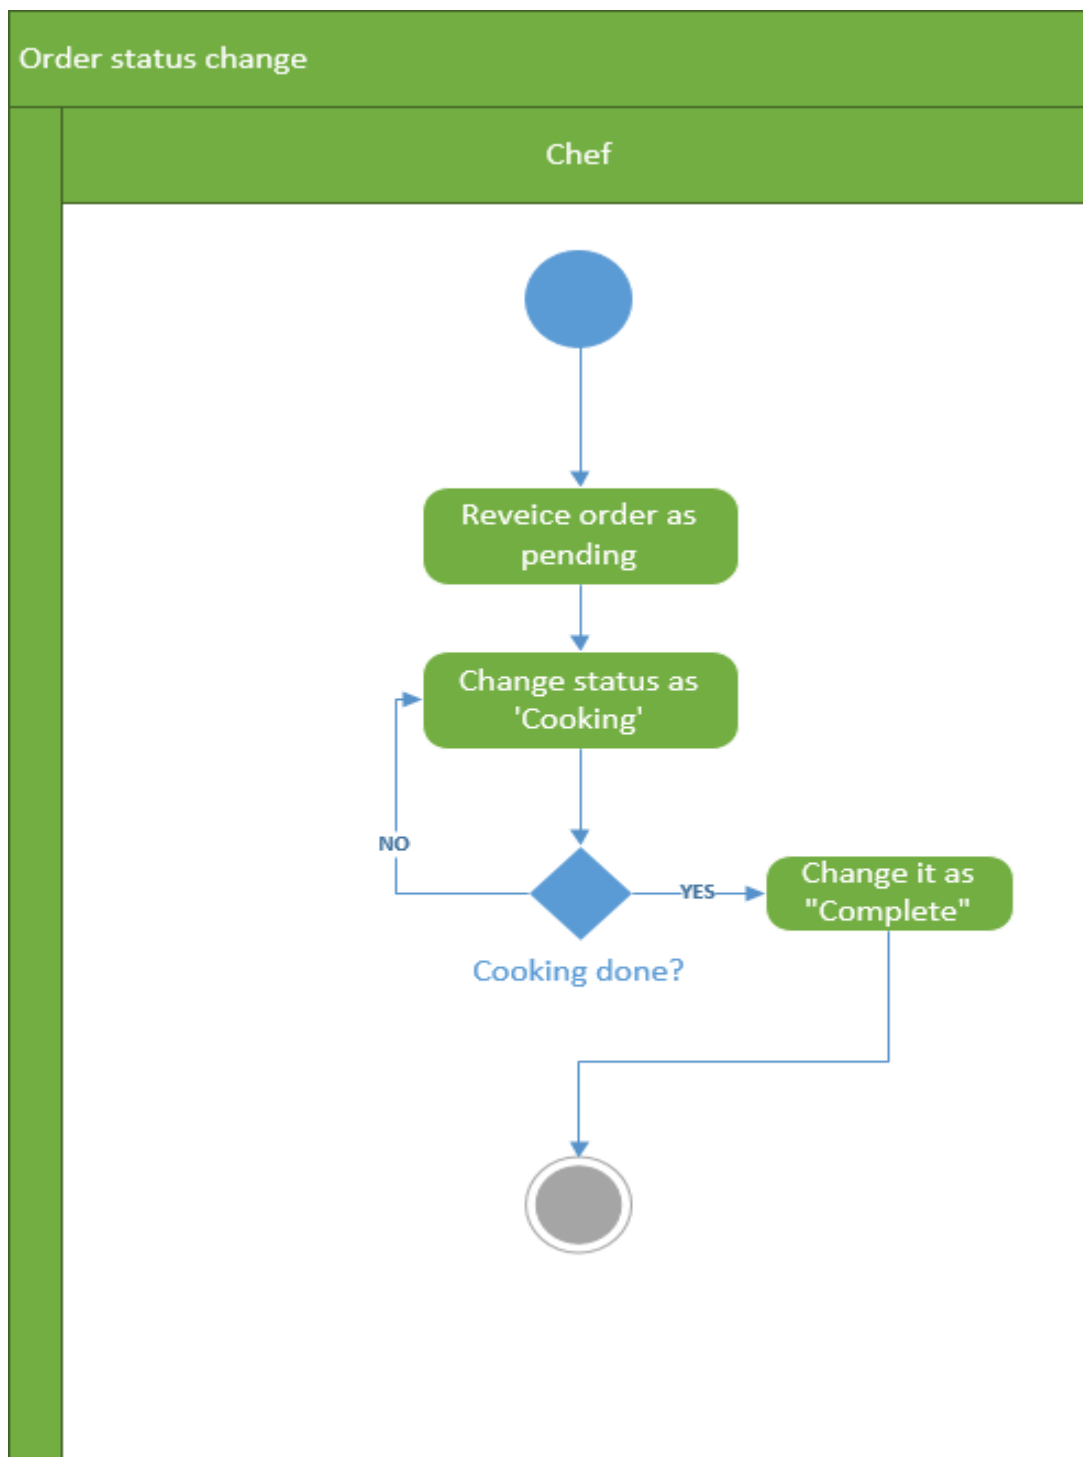 Order status change
Chef
Reveice order as
pending
Change status as
'Cooking'
NO
YES
Change it as
"Complete"
Cooking done?